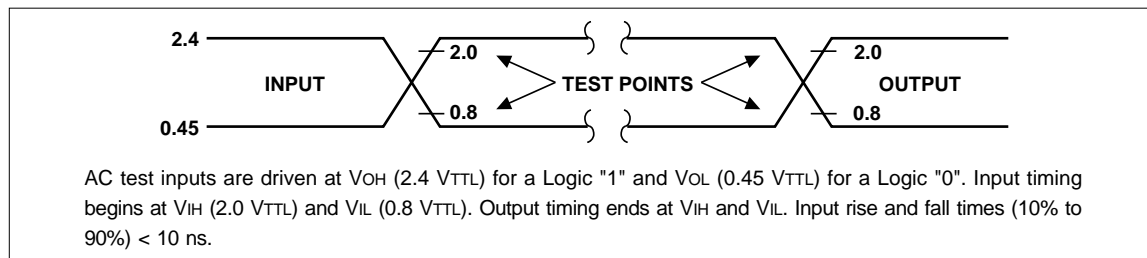 2.4
2.0
2.0
INPUT
TEST POINTS
OUTPUT
0.8
0.8
0.45
AC test inputs are driven at VOH (2.4 VTTL) for a Logic "1" and VOL (0.45 VTTL) for a Logic "0". Input timing
begins at VIH (2.0 VTTL) and VIL (0.8 VTTL). Output timing ends at VIH and VIL. Input rise and fall times (10% to
90%) < 10 ns.